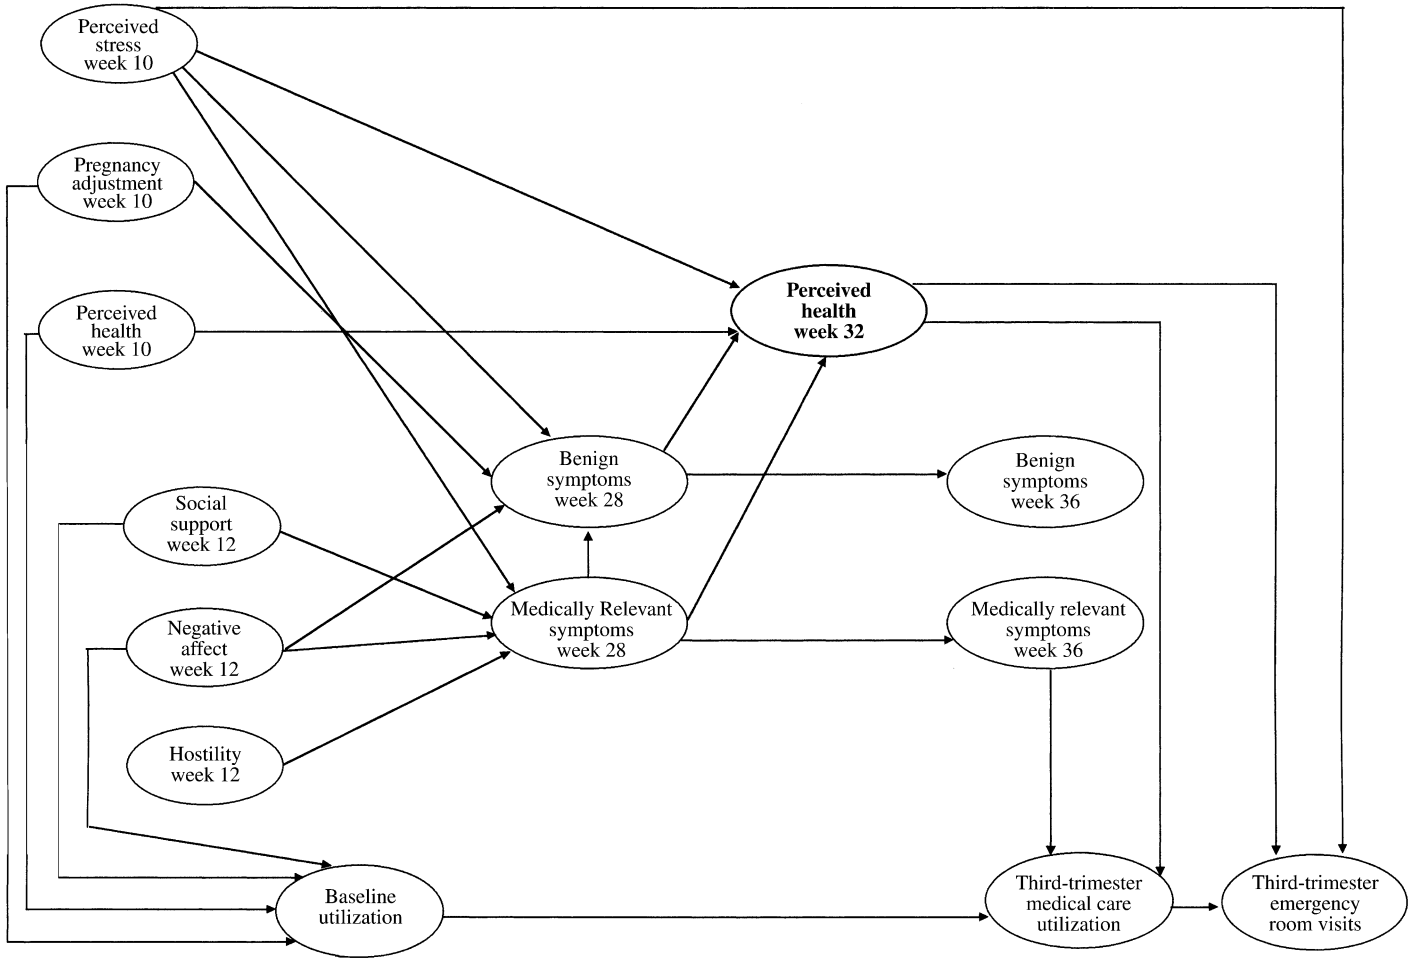 Perceived
stress
week 10
Pregnancy
adjustment
week 10
Perceived
health
week 10
Perceived
health
week 32
Benign
symptoms
week 28
Benign
symptoms
week 36
Social
support
week 12
Medically Relevant
symptoms
week 28
Medically relevant
symptoms
week 36
Negative
affect
week 12
Hostility
week 12
Baseline
utilization
Third-trimester
medical care
utilization
Third-trimester
emergency
room visits